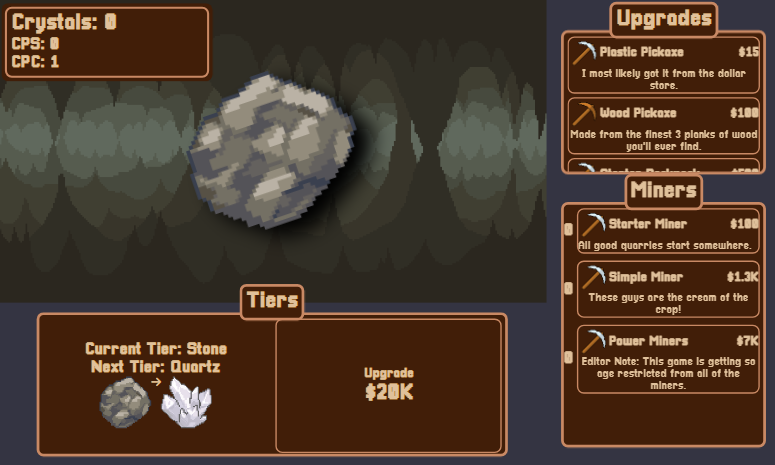 Crystals: 0
CPS: 0
CPC: 1
Upgrades
Plastic Pickaxe $15
I most likely got it from the dollar
store.
Wood Pickaxe $100
Made from the finest 3 planks of wood
you'll ever find.
Miners
0 Starter Miner $100
All good quarries start somewhere.
0 Simple Miner $1.3K
These guys are the cream of the
crop!
0 Power Miners $7K
Editor Note: This game is getting so
age restricted from all of the
miners.
Tiers
Current Tier: Stone
Next Tier: Quartz
→
Upgrade
$20K